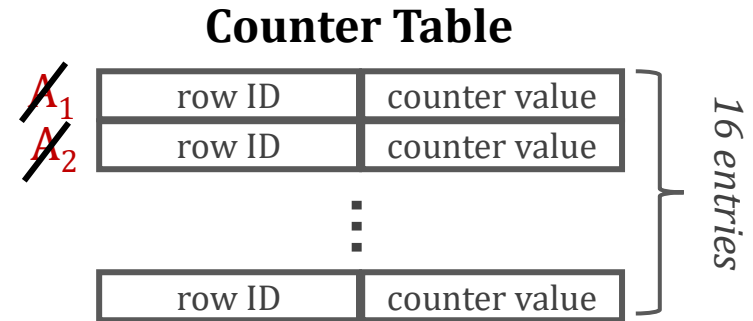 Counter Table
A1 row ID counter value
A2 row ID counter value
⋮
row ID counter value
16 entries